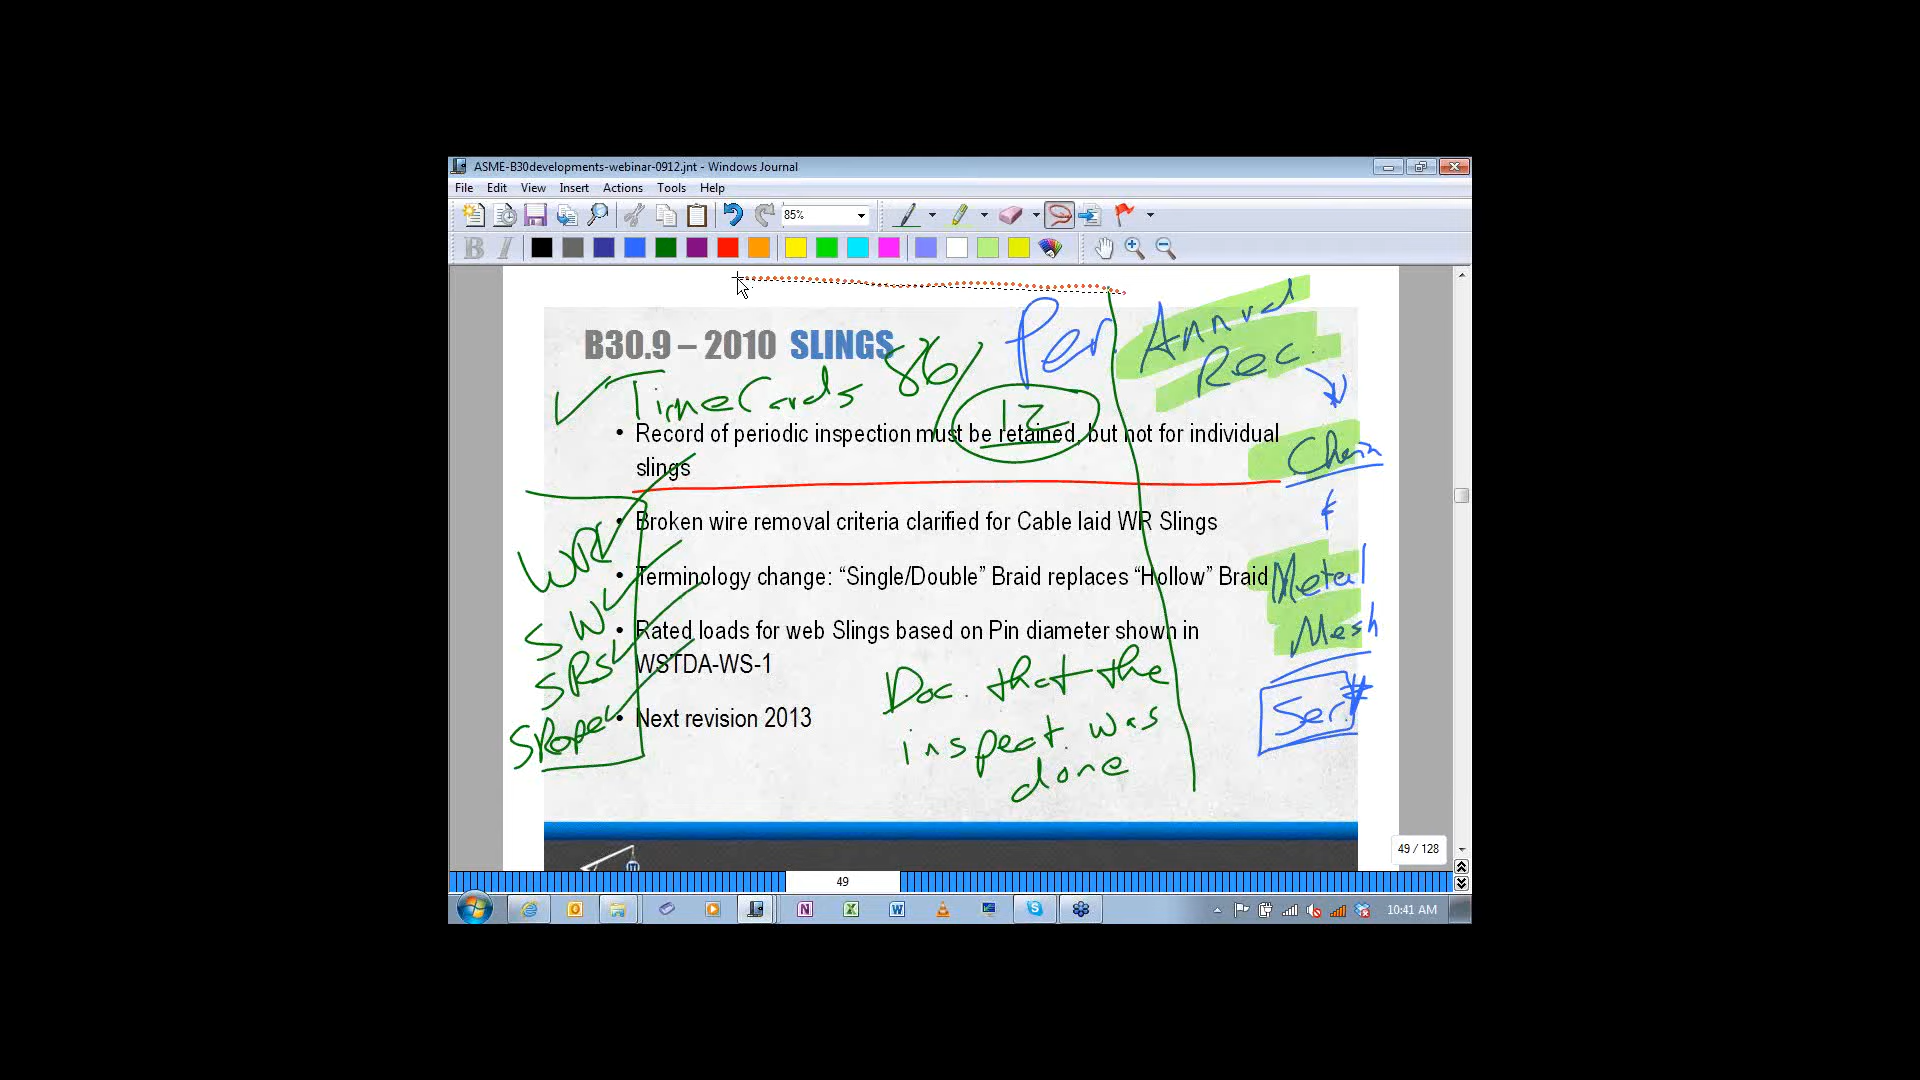 ASME-B30developments-webinar-0912.jnt - Windows Journal
File Edit View Insert Actions Tools Help
85%
B I
B30.9 – 2010 SLINGS
86/
Per.
Annual
Rec.
✓ TimeCards
12
• Record of periodic inspection must be retained, but not for individual
slings
Chain
• Broken wire removal criteria clarified for Cable laid WR Slings
WR
• Terminology change: “Single/Double” Braid replaces “Hollow” Braid
Metal
Mesh
SW
• Rated loads for web Slings based on Pin diameter shown in
WSTDA-WS-1
SRS
Doc. that the
inspect. was
done
Ser. #
• Next revision 2013
SRope
49 / 128
49
10:41 AM